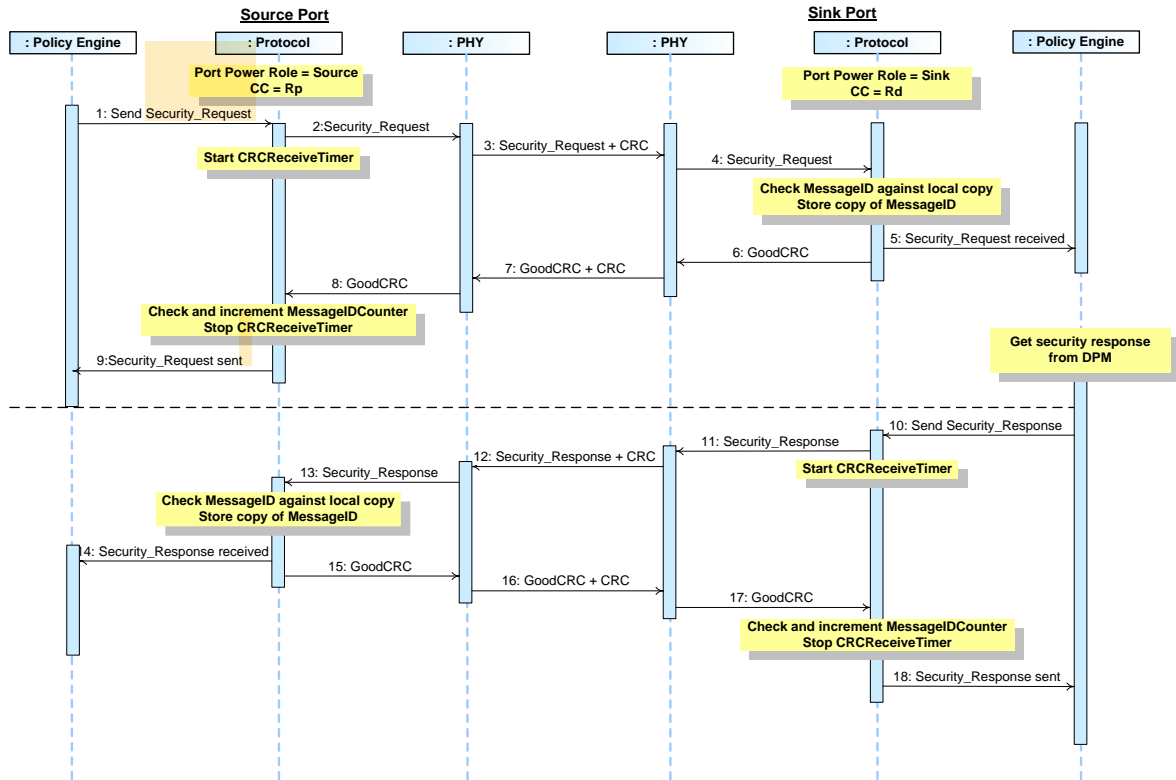 Source Port
Sink Port
: Policy Engine
: Protocol
: PHY
: PHY
: Protocol
: Policy Engine
Port Power Role = Source
CC = Rp
Port Power Role = Sink
CC = Rd
1: Send Security_Request
2:Security_Request
Start CRCReceiveTimer
3: Security_Request + CRC
4: Security_Request
Check MessageID against local copy
Store copy of MessageID
5: Security_Request received
6: GoodCRC
7: GoodCRC + CRC
8: GoodCRC
Check and increment MessageIDCounter
Stop CRCReceiveTimer
9:Security_Request sent
Get security response
from DPM
10: Send Security_Response
11: Security_Response
Start CRCReceiveTimer
12: Security_Response + CRC
13: Security_Response
Check MessageID against local copy
Store copy of MessageID
14: Security_Response received
15: GoodCRC
16: GoodCRC + CRC
17: GoodCRC
Check and increment MessageIDCounter
Stop CRCReceiveTimer
18: Security_Response sent